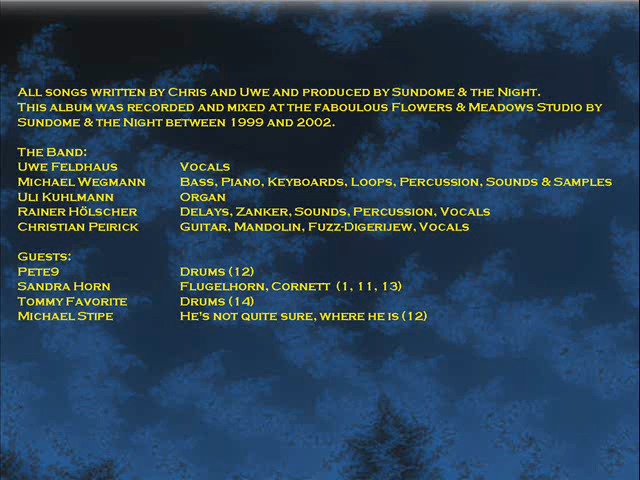 All songs written by Chris and Uwe and produced by Sundome & the Night.
This album was recorded and mixed at the faboulous Flowers & Meadows Studio by
Sundome & the Night between 1999 and 2002.
The Band:
Uwe Feldhaus Vocals
Michael Wegmann Bass, Piano, Keyboards, Loops, Percussion, Sounds & Samples
Uli Kuhlmann Organ
Rainer Hölscher Delays, Zanker, Sounds, Percussion, Vocals
Christian Peirick Guitar, Mandolin, Fuzz-Digerijew, Vocals
Guests:
Pete9 Drums (12)
Sandra Horn Flugelhorn, Cornett (1, 11, 13)
Tommy Favorite Drums (14)
Michael Stipe He's not quite sure, where he is (12)